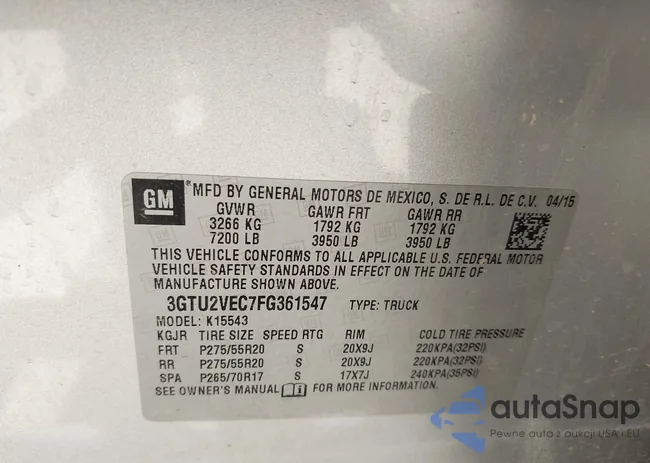 GM
MFD BY GENERAL MOTORS DE MEXICO, S. DE R.L. DE C.V. 04/15
GVWR GAWR FRT GAWR RR
3266 KG 1792 KG 1792 KG
7200 LB 3950 LB 3950 LB
THIS VEHICLE CONFORMS TO ALL APPLICABLE U.S. FEDERAL MOTOR
VEHICLE SAFETY STANDARDS IN EFFECT ON THE DATE OF
MANUFACTURE SHOWN ABOVE.
3GTU2VEC7FG361547 TYPE: TRUCK
MODEL: K15543
KGJR TIRE SIZE SPEED RTG RIM COLD TIRE PRESSURE
FRT P275/55R20 S 20X9J 220KPA(32PSI)
RR P275/55R20 S 20X9J 220KPA(32PSI)
SPA P265/70R17 S 17X7J 240KPA(35PSI)
SEE OWNER'S MANUAL FOR MORE INFORMATION.
autoSnap
Pewne auta z aukcji USA i EU